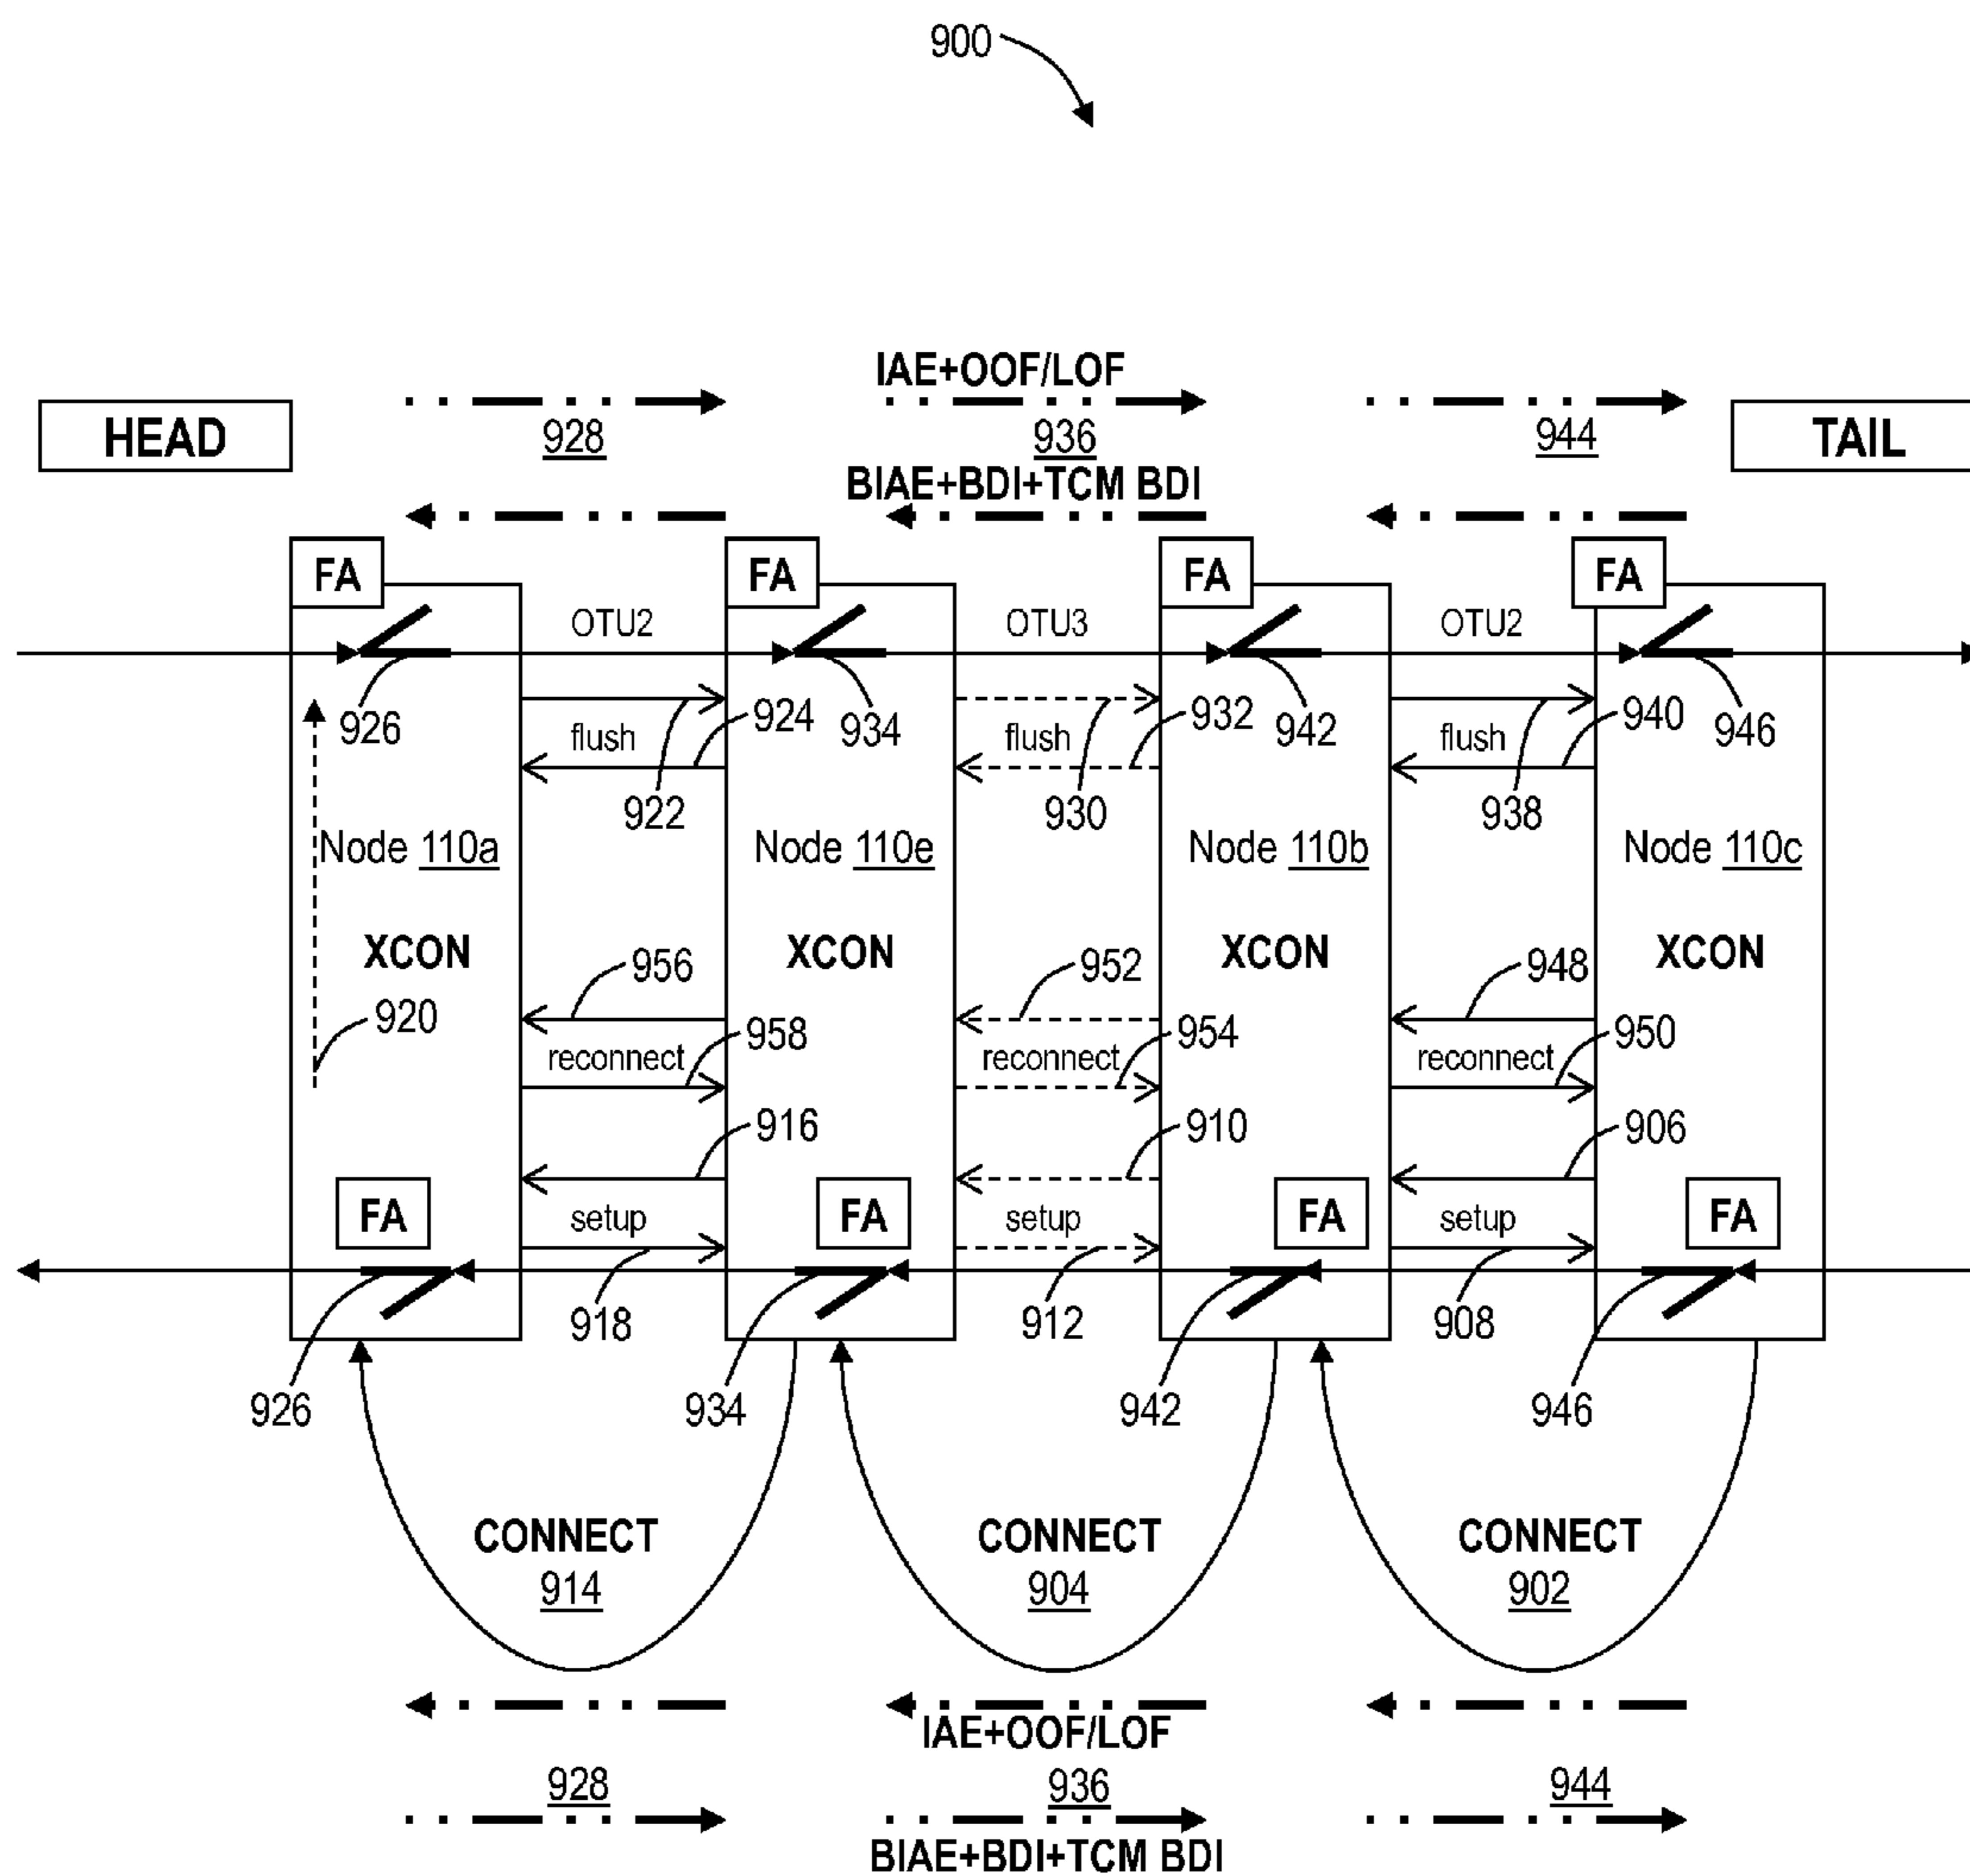 900
IAE+OOF/LOF
HEAD
928
936
944
TAIL
BIAE+BDI+TCM BDI
FA
FA
FA
FA
OTU2
OTU3
OTU2
926
924
934
932
942
940
946
flush
flush
flush
922
930
938
Node 110a
Node 110e
Node 110b
Node 110c
XCON
XCON
XCON
XCON
956
952
948
920
958
954
950
reconnect
reconnect
reconnect
916
910
906
FA
FA
FA
FA
setup
setup
setup
918
912
908
926
934
942
946
CONNECT
CONNECT
CONNECT
914
904
902
IAE+OOF/LOF
928
936
944
BIAE+BDI+TCM BDI